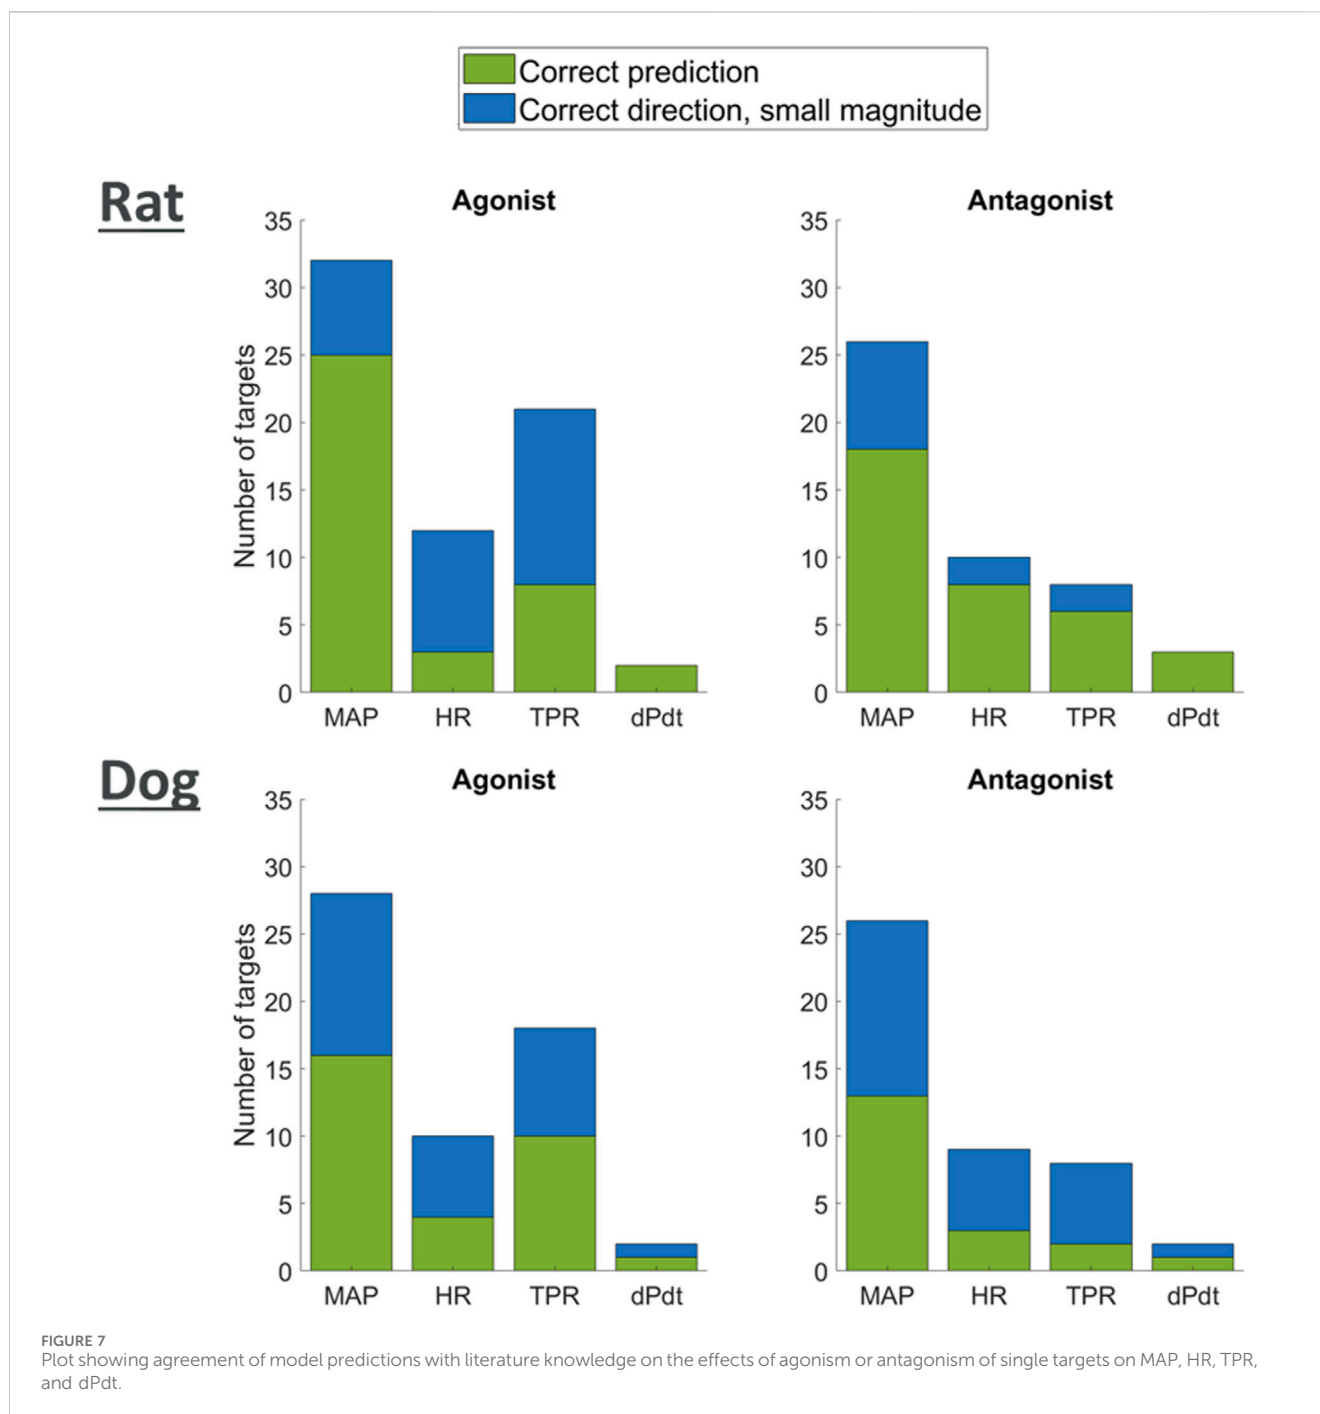 Correct prediction
Correct direction, small magnitude
Rat
Agonist
35
30
25
20
15
10
5
0
Number of targets
MAP HR TPR dPdt
Antagonist
35
30
25
20
15
10
5
0
MAP HR TPR dPdt
Dog
Agonist
35
30
25
20
15
10
5
0
Number of targets
MAP HR TPR dPdt
Antagonist
35
30
25
20
15
10
5
0
MAP HR TPR dPdt
FIGURE 7
Plot showing agreement of model predictions with literature knowledge on the effects of agonism or antagonism of single targets on MAP, HR, TPR,
and dPdt.